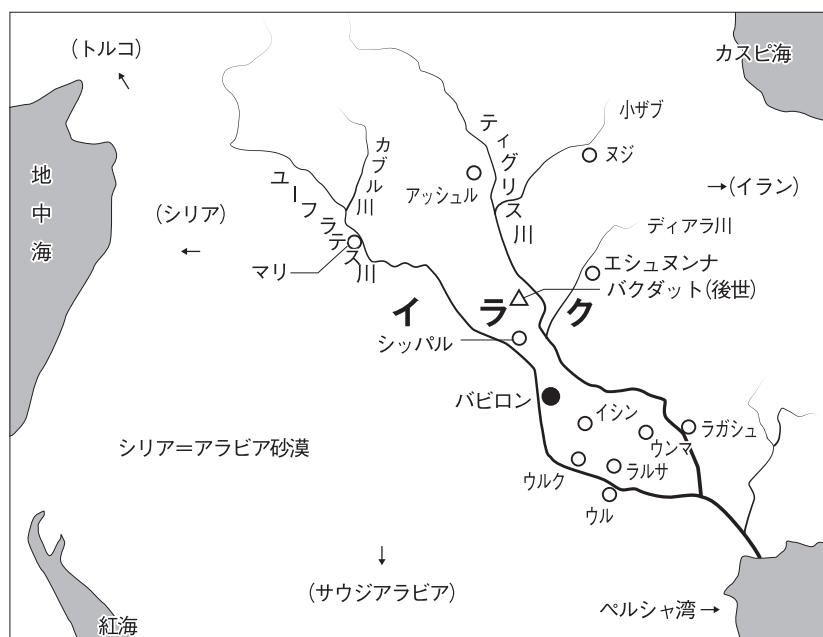 (トルコ)
カスピ海
地中海
ティグリス川
小ザブ
ヌジ
カブル川
アッシュル
ユーフラテス川
→(イラン)
(シリア)
←
ディアラ川
マリ
エシュヌンナ
バクダット(後世)
イラク
シッパル
バビロン
イシン
ラガシュ
ウンマ
シリア=アラビア砂漠
ウルク
ラルサ
ウル
(サウジアラビア)
ペルシャ湾→
紅海